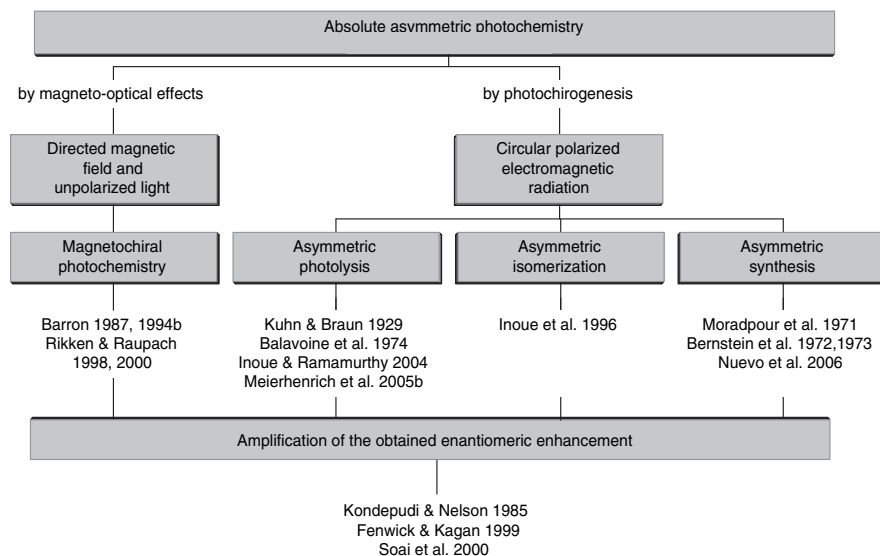 Absolute asymmetric photochemistry
by magneto-optical effects
by photochirogenesis
Directed magnetic
field and
unpolarized light
Circular polarized
electromagnetic
radiation
Magnetochiral
photochemistry
Asymmetric
photolysis
Asymmetric
isomerization
Asymmetric
synthesis
Barron 1987, 1994b
Rikken & Raupach
1998, 2000
Kuhn & Braun 1929
Balavoine et al. 1974
Inoue & Ramamurthy 2004
Meierhenrich et al. 2005b
Inoue et al. 1996
Moradpour et al. 1971
Bernstein et al. 1972,1973
Nuevo et al. 2006
Amplification of the obtained enantiomeric enhancement
Kondepudi & Nelson 1985
Fenwick & Kagan 1999
Soai et al. 2000